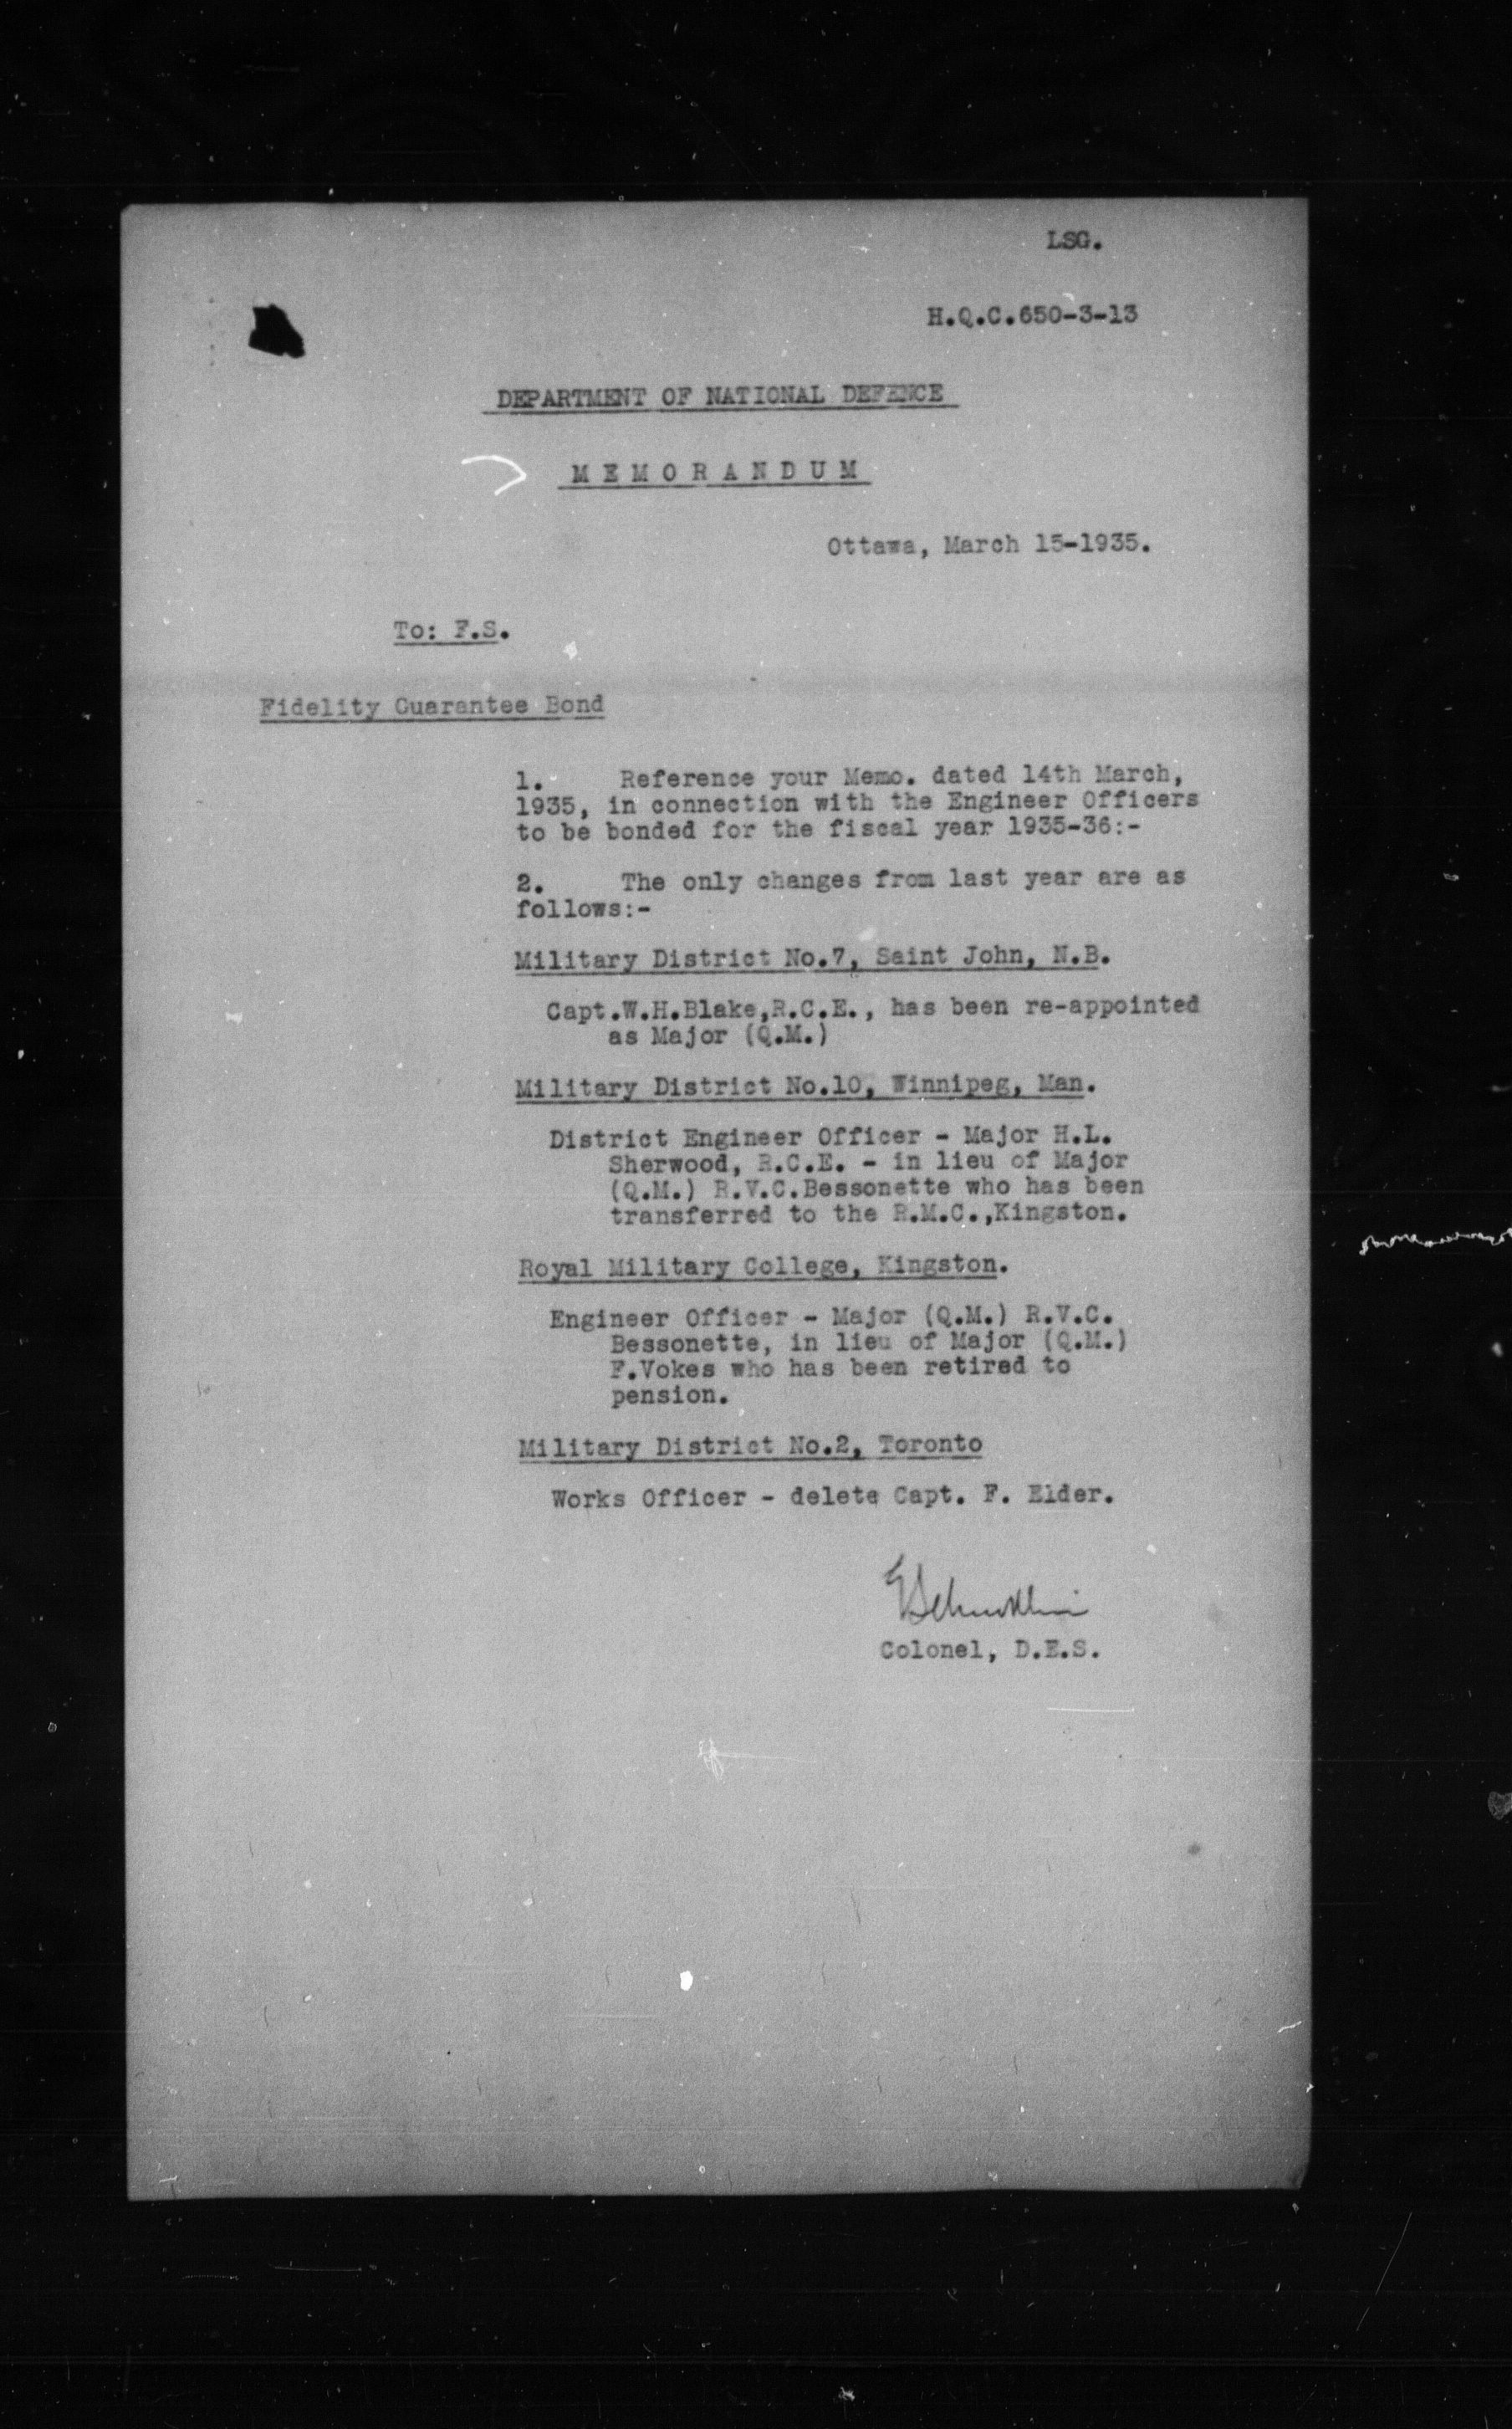 LSG.
H.Q.C.650-3-13
DEPARTMENT OF NATIONAL DEFENCE
MEMORANDUM
Ottawa, March 15-1935.
To: F.S.
Fidelity Guarantee Bond
1. Reference your Memo. dated 14th March,
1935, in connection with the Engineer Officers
to be bonded for the fiscal year 1935-36:-
2. The only changes from last year are as
follows:-
Military District No.7, Saint John, N.B.
Capt.W.H.Blake,R.C.E., has been re-appointed
as Major (Q.M.)
Military District No.10, Winnipeg, Man.
District Engineer Officer - Major H.L.
Sherwood, R.C.E. - in lieu of Major
(Q.M.) R.V.C.Bessonette who has been
transferred to the R.M.C.,Kingston.
Royal Military College, Kingston.
Engineer Officer - Major (Q.M.) R.V.C.
Bessonette, in lieu of Major (Q.M.)
F.Vokes who has been retired to
pension.
Military District No.2, Toronto
Works Officer - delete Capt. F. Elder.
Colonel, D.E.S.